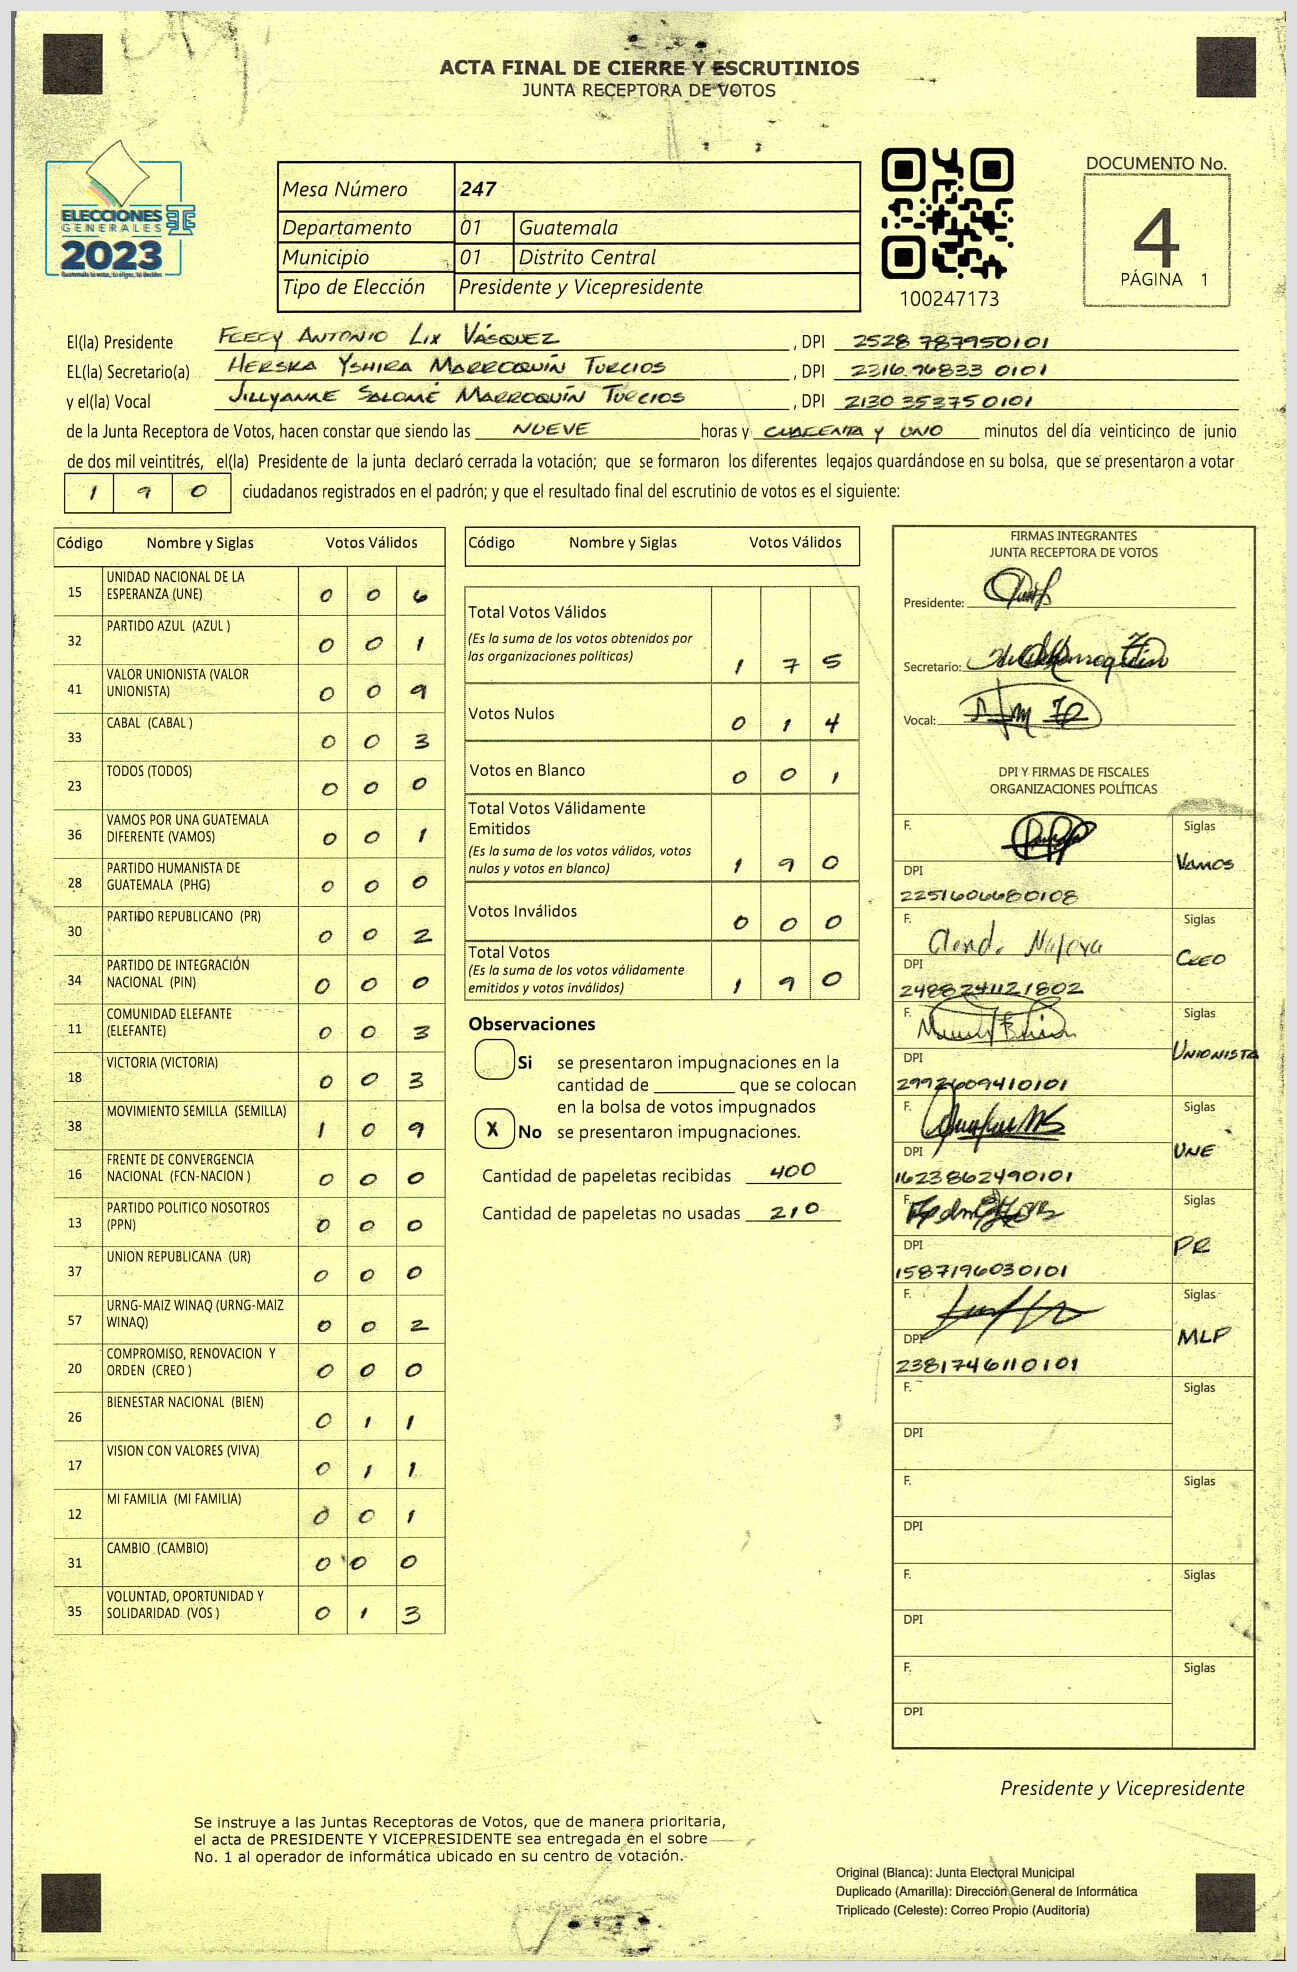 ACTA FINAL DE CIERRE Y ESCRUTINIOS
JUNTA RECEPTORA DE VOTOS
ELECCIONES
GENERALES
2023
Mesa Número 247
Departamento 01 Guatemala
Municipio 01 Distrito Central
Tipo de Elección Presidente y Vicepresidente
100247173
DOCUMENTO No.
4
PÁGINA 1
El(la) Presidente Antonio Lix Vásquez , DPI 2528 787950101
EL(la) Secretario(a) Herska Yshira Marroquín Turcios , DPI 2316 76833 0101
y el(la) Vocal Jillyanne Salomé Marroquín Turcios , DPI 2130 353750101
de la Junta Receptora de Votos, hacen constar que siendo las NUEVE horas y CUARENTA Y UNO minutos del día veinticinco de junio
de dos mil veintitrés, el(la) Presidente de la junta declaró cerrada la votación; que se formaron los diferentes legajos quardándose en su bolsa, que se presentaron a votar
1 9 0 ciudadanos registrados en el padrón; y que el resultado final del escrutinio de votos es el siguiente:
Código Nombre y Siglas Votos Válidos
15 UNIDAD NACIONAL DE LA
ESPERANZA (UNE) 0 0 6
32 PARTIDO AZUL (AZUL ) 0 0 1
41 VALOR UNIONISTA (VALOR
UNIONISTA) 0 0 9
33 CABAL (CABAL ) 0 0 3
23 TODOS (TODOS) 0 0 0
36 VAMOS POR UNA GUATEMALA
DIFERENTE (VAMOS) 0 0 1
28 PARTIDO HUMANISTA DE
GUATEMALA (PHG) 0 0 0
30 PARTIDO REPUBLICANO (PR) 0 0 2
34 PARTIDO DE INTEGRACIÓN
NACIONAL (PIN) 0 0 0
11 COMUNIDAD ELEFANTE
(ELEFANTE) 0 0 3
18 VICTORIA (VICTORIA) 0 0 3
38 MOVIMIENTO SEMILLA (SEMILLA) 1 0 9
16 FRENTE DE CONVERGENCIA
NACIONAL (FCN-NACION ) 0 0 0
13 PARTIDO POLITICO NOSOTROS
(PPN) 0 0 0
37 UNION REPUBLICANA (UR) 0 0 0
57 URNG-MAIZ WINAQ (URNG-MAIZ
WINAQ) 0 0 2
20 COMPROMISO, RENOVACION Y
ORDEN (CREO ) 0 0 0
26 BIENESTAR NACIONAL (BIEN) 0 1 1
17 VISION CON VALORES (VIVA) 0 1 1
12 MI FAMILIA (MI FAMILIA) 0 0 1
31 CAMBIO (CAMBIO) 0 0 0
35 VOLUNTAD, OPORTUNIDAD Y
SOLIDARIDAD (VOS ) 0 1 3
Código Nombre y Siglas Votos Válidos
Total Votos Válidos
(Es la suma de los votos obtenidos por
las organizaciones políticas) 1 7 5
Votos Nulos 0 1 4
Votos en Blanco 0 0 1
Total Votos Válidamente
Emitidos
(Es la suma de los votos válidos, votos
nulos y votos en blanco) 1 9 0
Votos Inválidos 0 0 0
Total Votos
(Es la suma de los votos válidamente
emitidos y votos inválidos) 1 9 0
Observaciones
Si se presentaron impugnaciones en la
cantidad de ________ que se colocan
en la bolsa de votos impugnados
X No se presentaron impugnaciones.
Cantidad de papeletas recibidas 400
Cantidad de papeletas no usadas 210
FIRMAS INTEGRANTES
JUNTA RECEPTORA DE VOTOS
Presidente:
Secretario:
Vocal:
DPI Y FIRMAS DE FISCALES
ORGANIZACIONES POLÍTICAS
F. Siglas
VAMOS
DPI
2251606680108
F. Siglas
CREO
DPI
2488241121802
F. Siglas
UNIONISTA
DPI
2992609410101
F. Siglas
UNE
DPI
1623862490101
F. Siglas
PR
DPI
1587196030101
F. Siglas
MLP
DPI
2381746110101
F. Siglas
DPI
F. Siglas
DPI
F. Siglas
DPI
F. Siglas
DPI
Presidente y Vicepresidente
Se instruye a las Juntas Receptoras de Votos, que de manera prioritaria,
el acta de PRESIDENTE Y VICEPRESIDENTE sea entregada en el sobre
No. 1 al operador de informática ubicado en su centro de votación.
Original (Blanca): Junta Electoral Municipal
Duplicado (Amarilla): Dirección General de Informática
Triplicado (Celeste): Correo Propio (Auditoría)